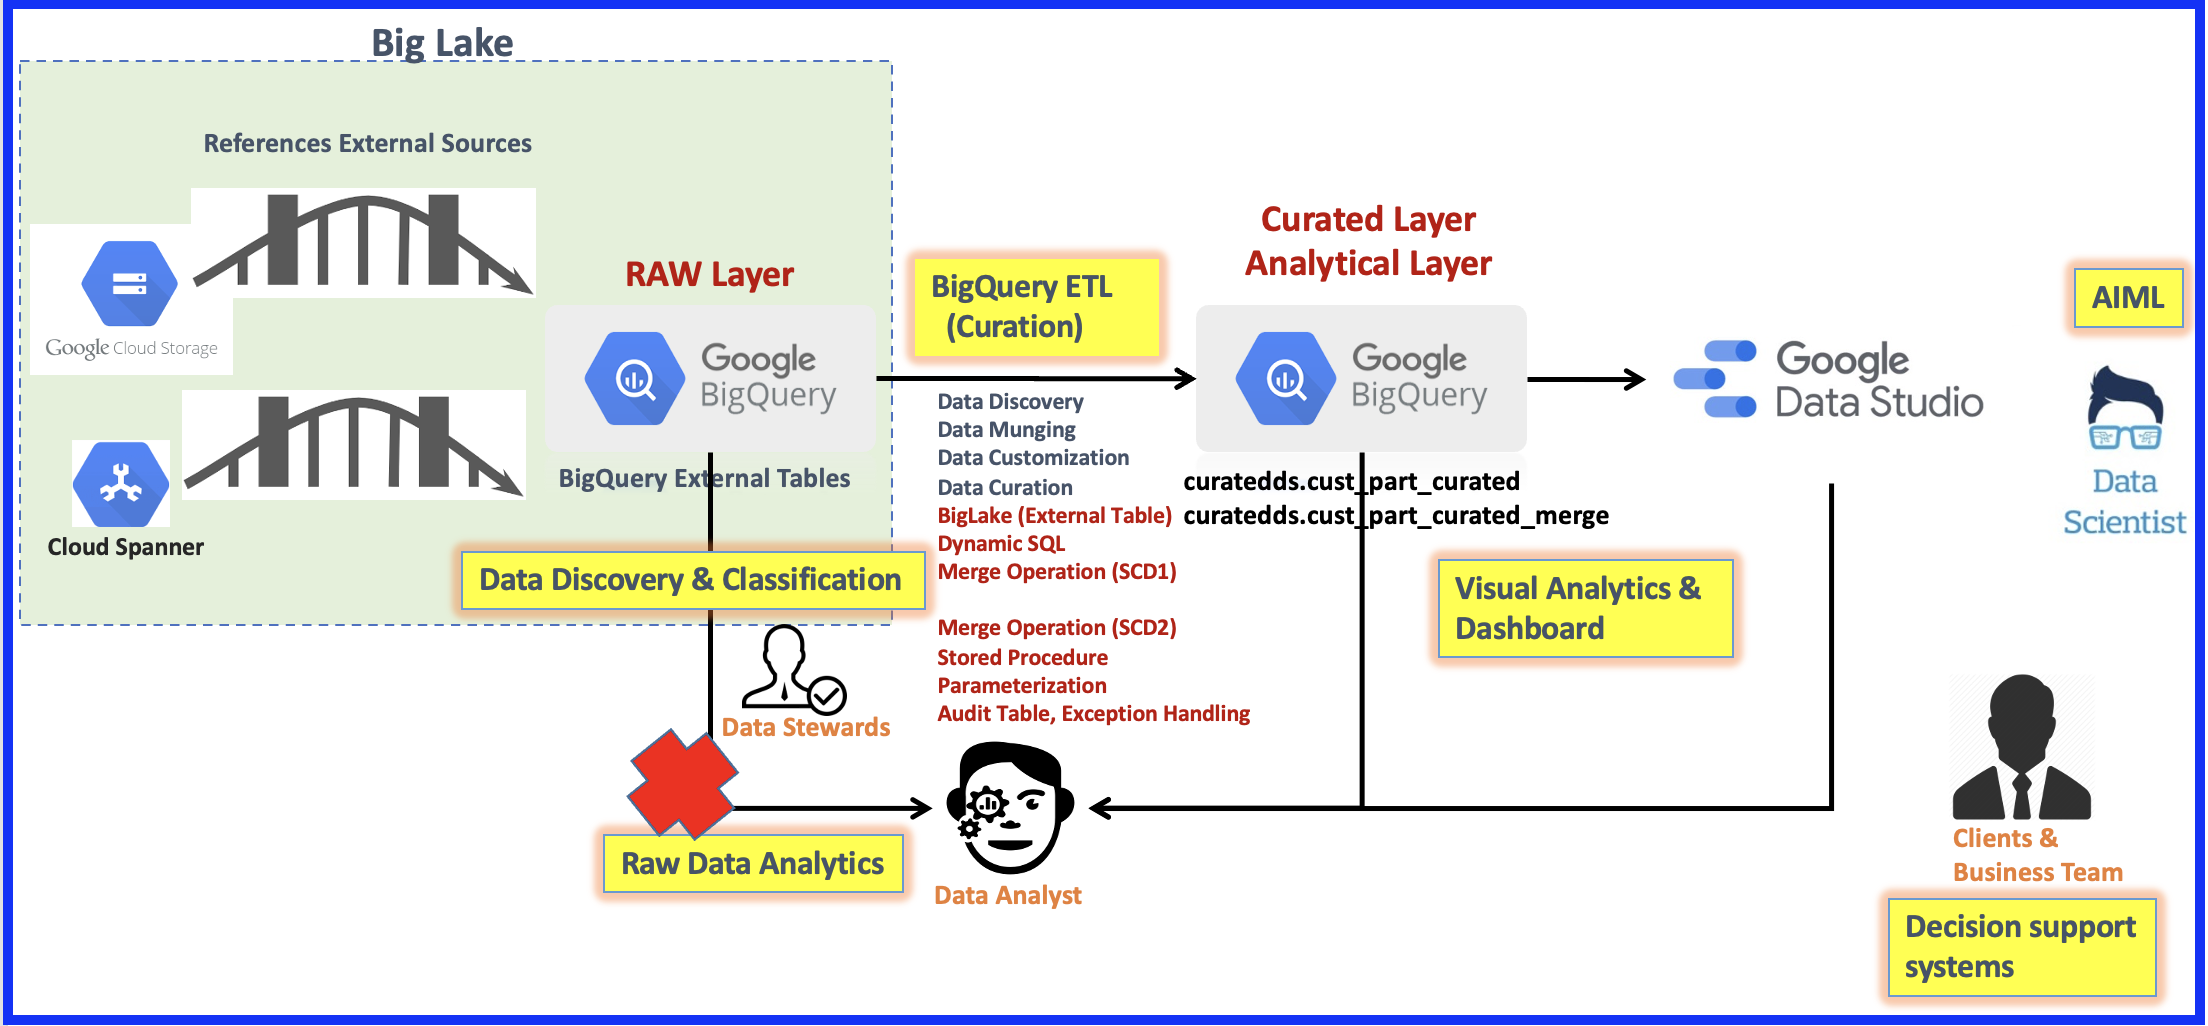 Big Lake
References External Sources
Google Cloud Storage
Cloud Spanner
RAW Layer
Google
BigQuery
BigQuery External Tables
Data Discovery & Classification
Data Stewards
Raw Data Analytics
BigQuery ETL
(Curation)
Data Discovery
Data Munging
Data Customization
Data Curation
BigLake (External Table)
Dynamic SQL
Merge Operation (SCD1)
Merge Operation (SCD2)
Stored Procedure
Parameterization
Audit Table, Exception Handling
Data Analyst
Curated Layer
Analytical Layer
Google
BigQuery
curatedds.cust_part_curated
curatedds.cust_part_curated_merge
Visual Analytics &
Dashboard
Google
Data Studio
AIML
Data
Scientist
Clients &
Business Team
Decision support
systems